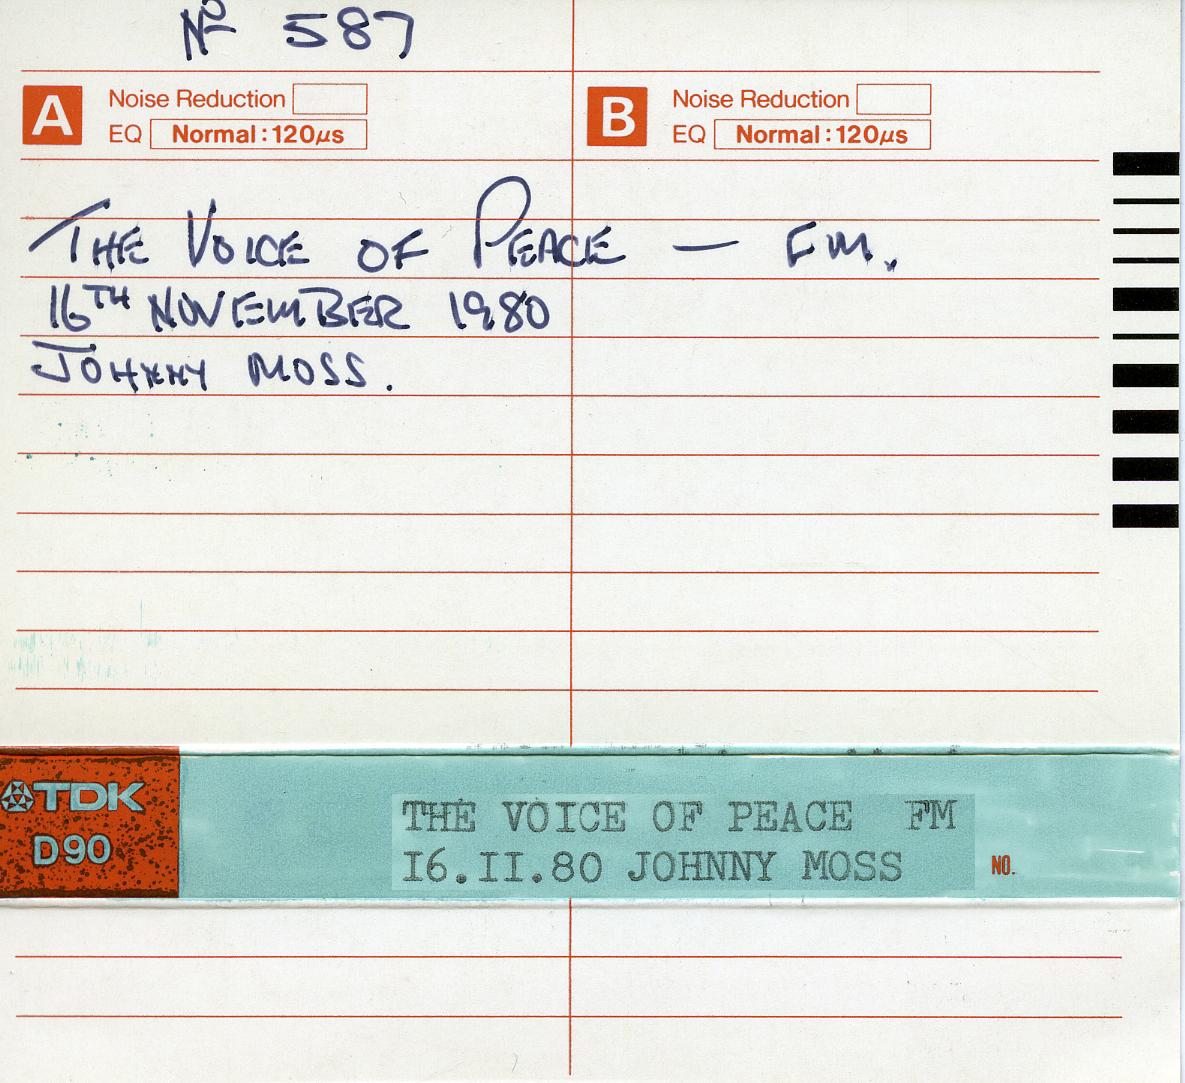 Nº 587
A Noise Reduction B Noise Reduction
EQ Normal:120µs EQ Normal:120µs
THE VOICE OF PEACE — FM.
16TH NOVEMBER 1980
JOHNNY MOSS.
TDK THE VOICE OF PEACE FM
D90 16.11.80 JOHNNY MOSS NO.